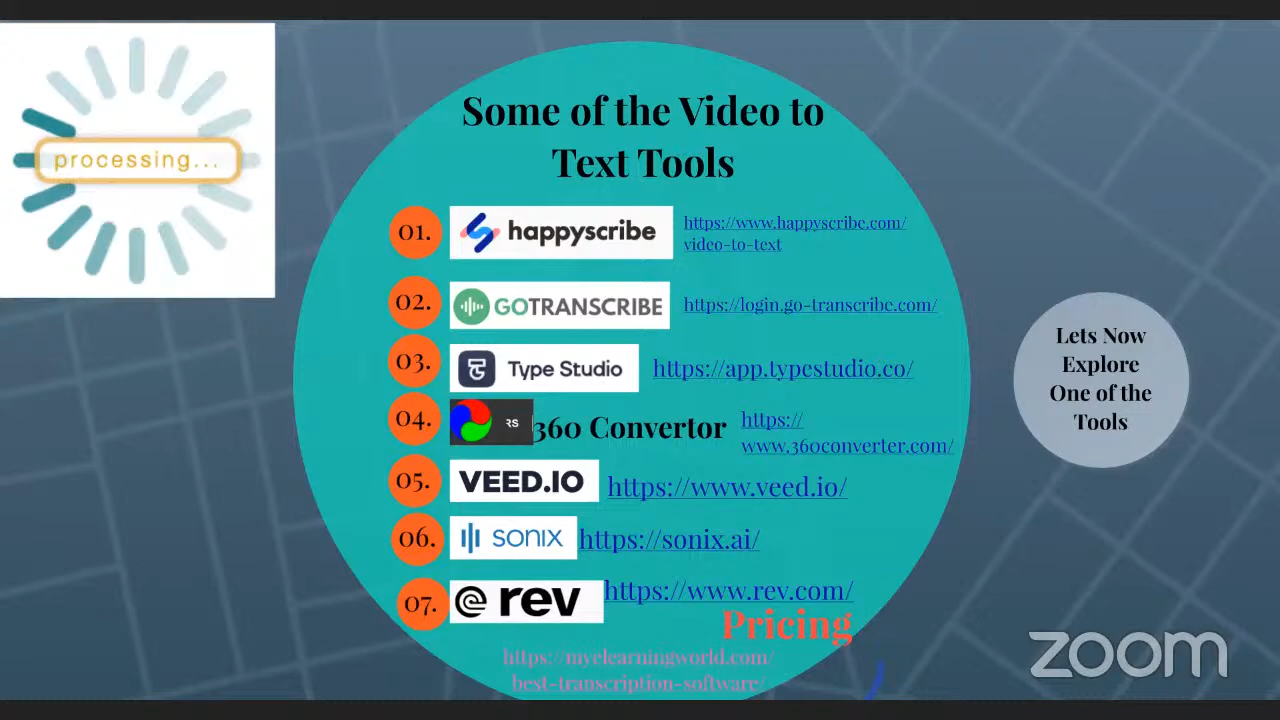 processing...
Some of the Video to
Text Tools
01.
happyscribe
https://www.happyscribe.com/
video-to-text
02.
GOTRANSCRIBE
https://login.go-transcribe.com/
03.
Type Studio
https://app.typestudio.co/
04.
RS
360 Convertor
https://
www.360converter.com/
05.
VEED.IO
https://www.veed.io/
06.
sonix
https://sonix.ai/
07.
rev
https://www.rev.com/
Pricing
https://myelearningworld.com/
best-transcription-software/
Lets Now
Explore
One of the
Tools
zoom